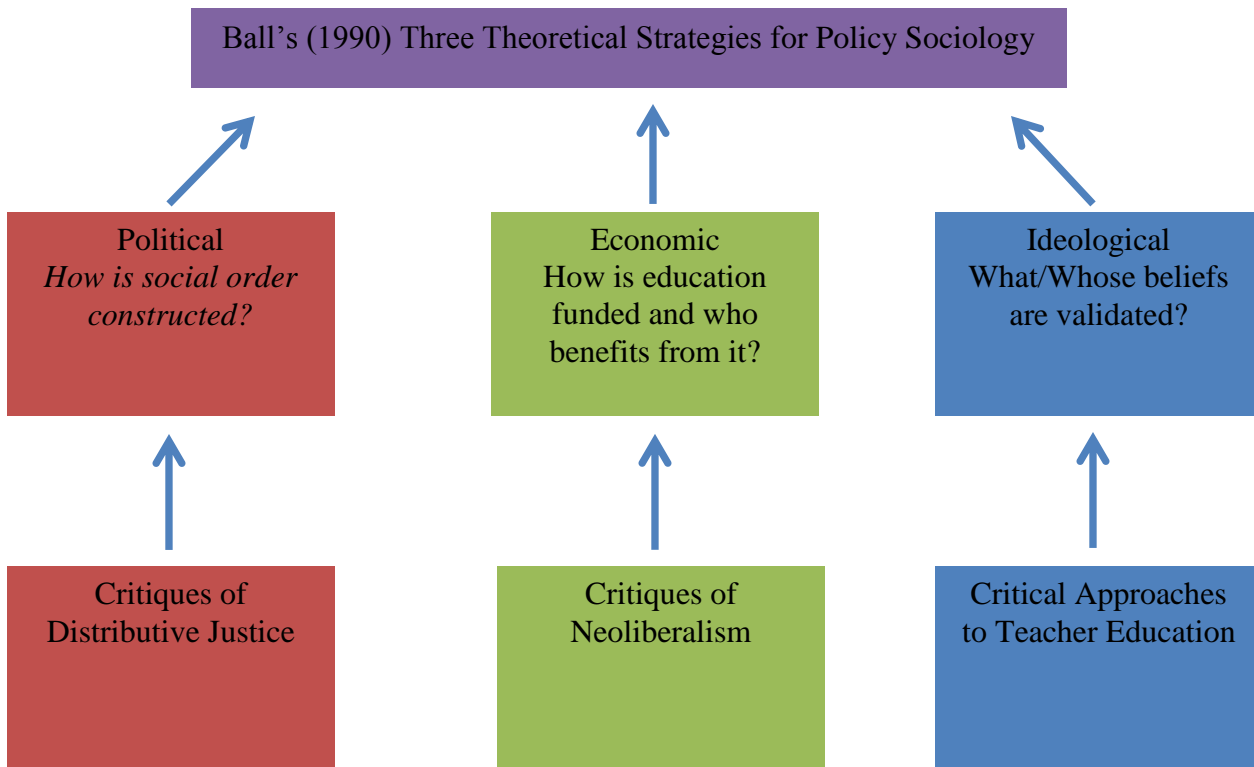 Ball’s (1990) Three Theoretical Strategies for Policy Sociology
Political
How is social order
constructed?
Economic
How is education
funded and who
benefits from it?
Ideological
What/Whose beliefs
are validated?
Critiques of
Distributive Justice
Critiques of
Neoliberalism
Critical Approaches
to Teacher Education